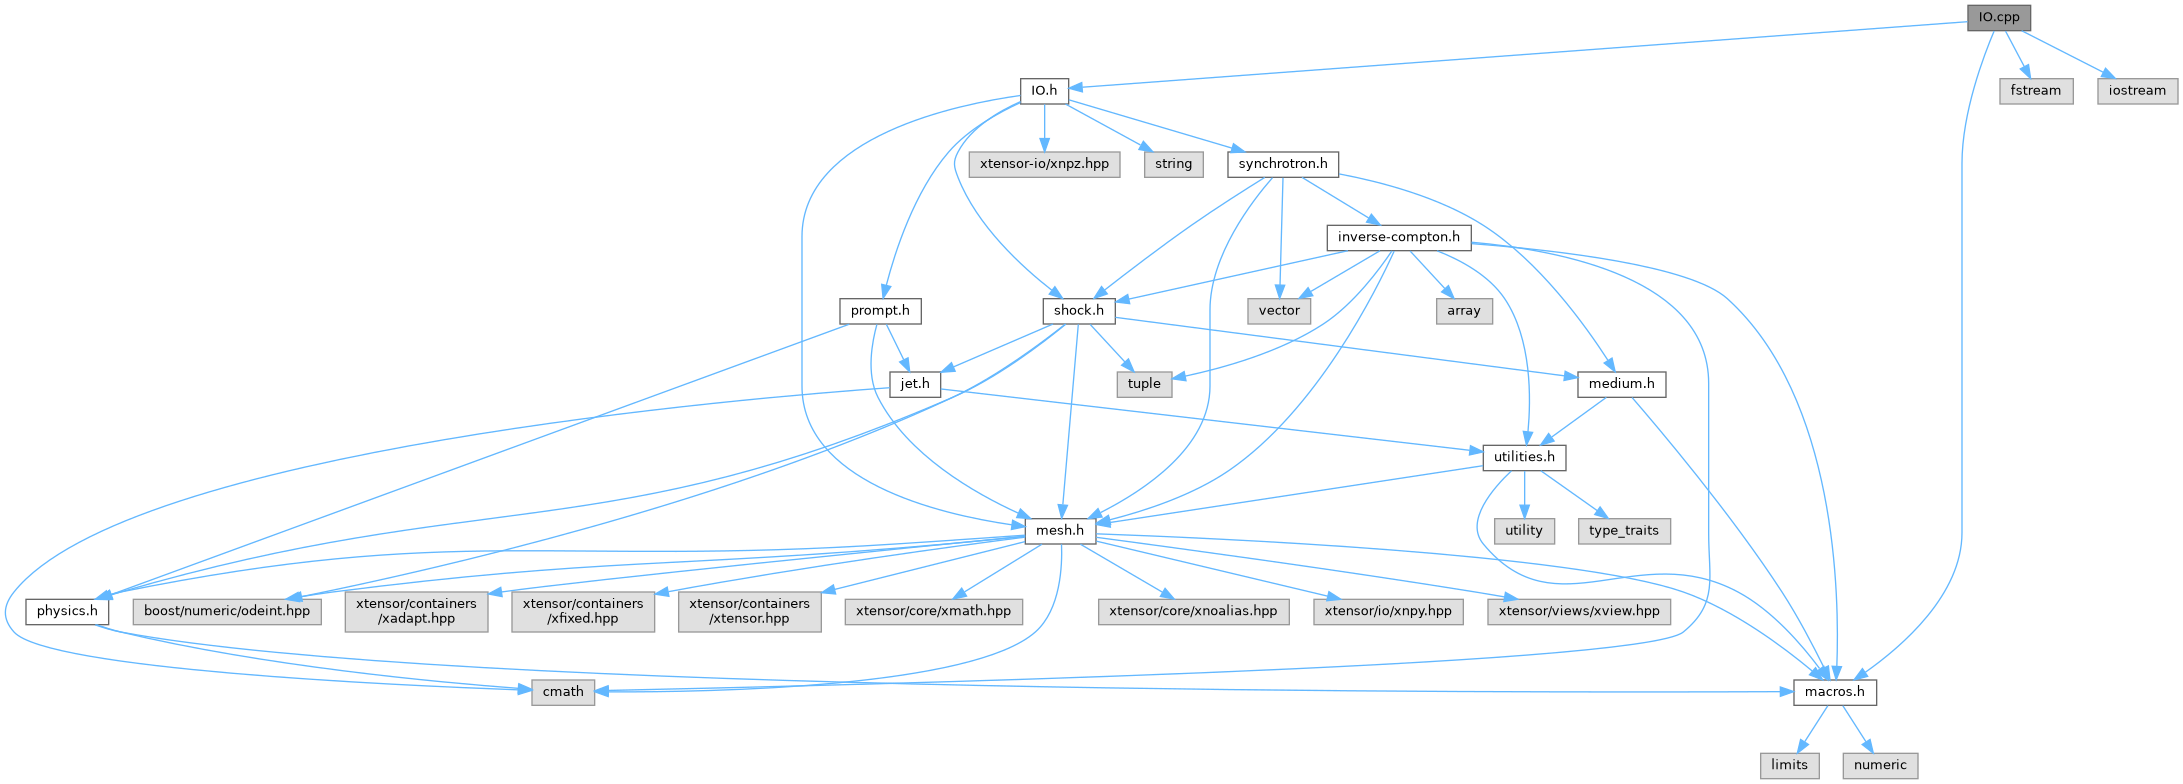 IO.cpp
IO.h
fstream
iostream
xtensor-io/xnpz.hpp
string
synchrotron.h
inverse-compton.h
prompt.h
shock.h
vector
array
jet.h
tuple
medium.h
utilities.h
mesh.h
utility
type_traits
physics.h
boost/numeric/odeint.hpp
xtensor/containers
/xadapt.hpp
xtensor/containers
/xfixed.hpp
xtensor/containers
/xtensor.hpp
xtensor/core/xmath.hpp
xtensor/core/xnoalias.hpp
xtensor/io/xnpy.hpp
xtensor/views/xview.hpp
cmath
macros.h
limits
numeric